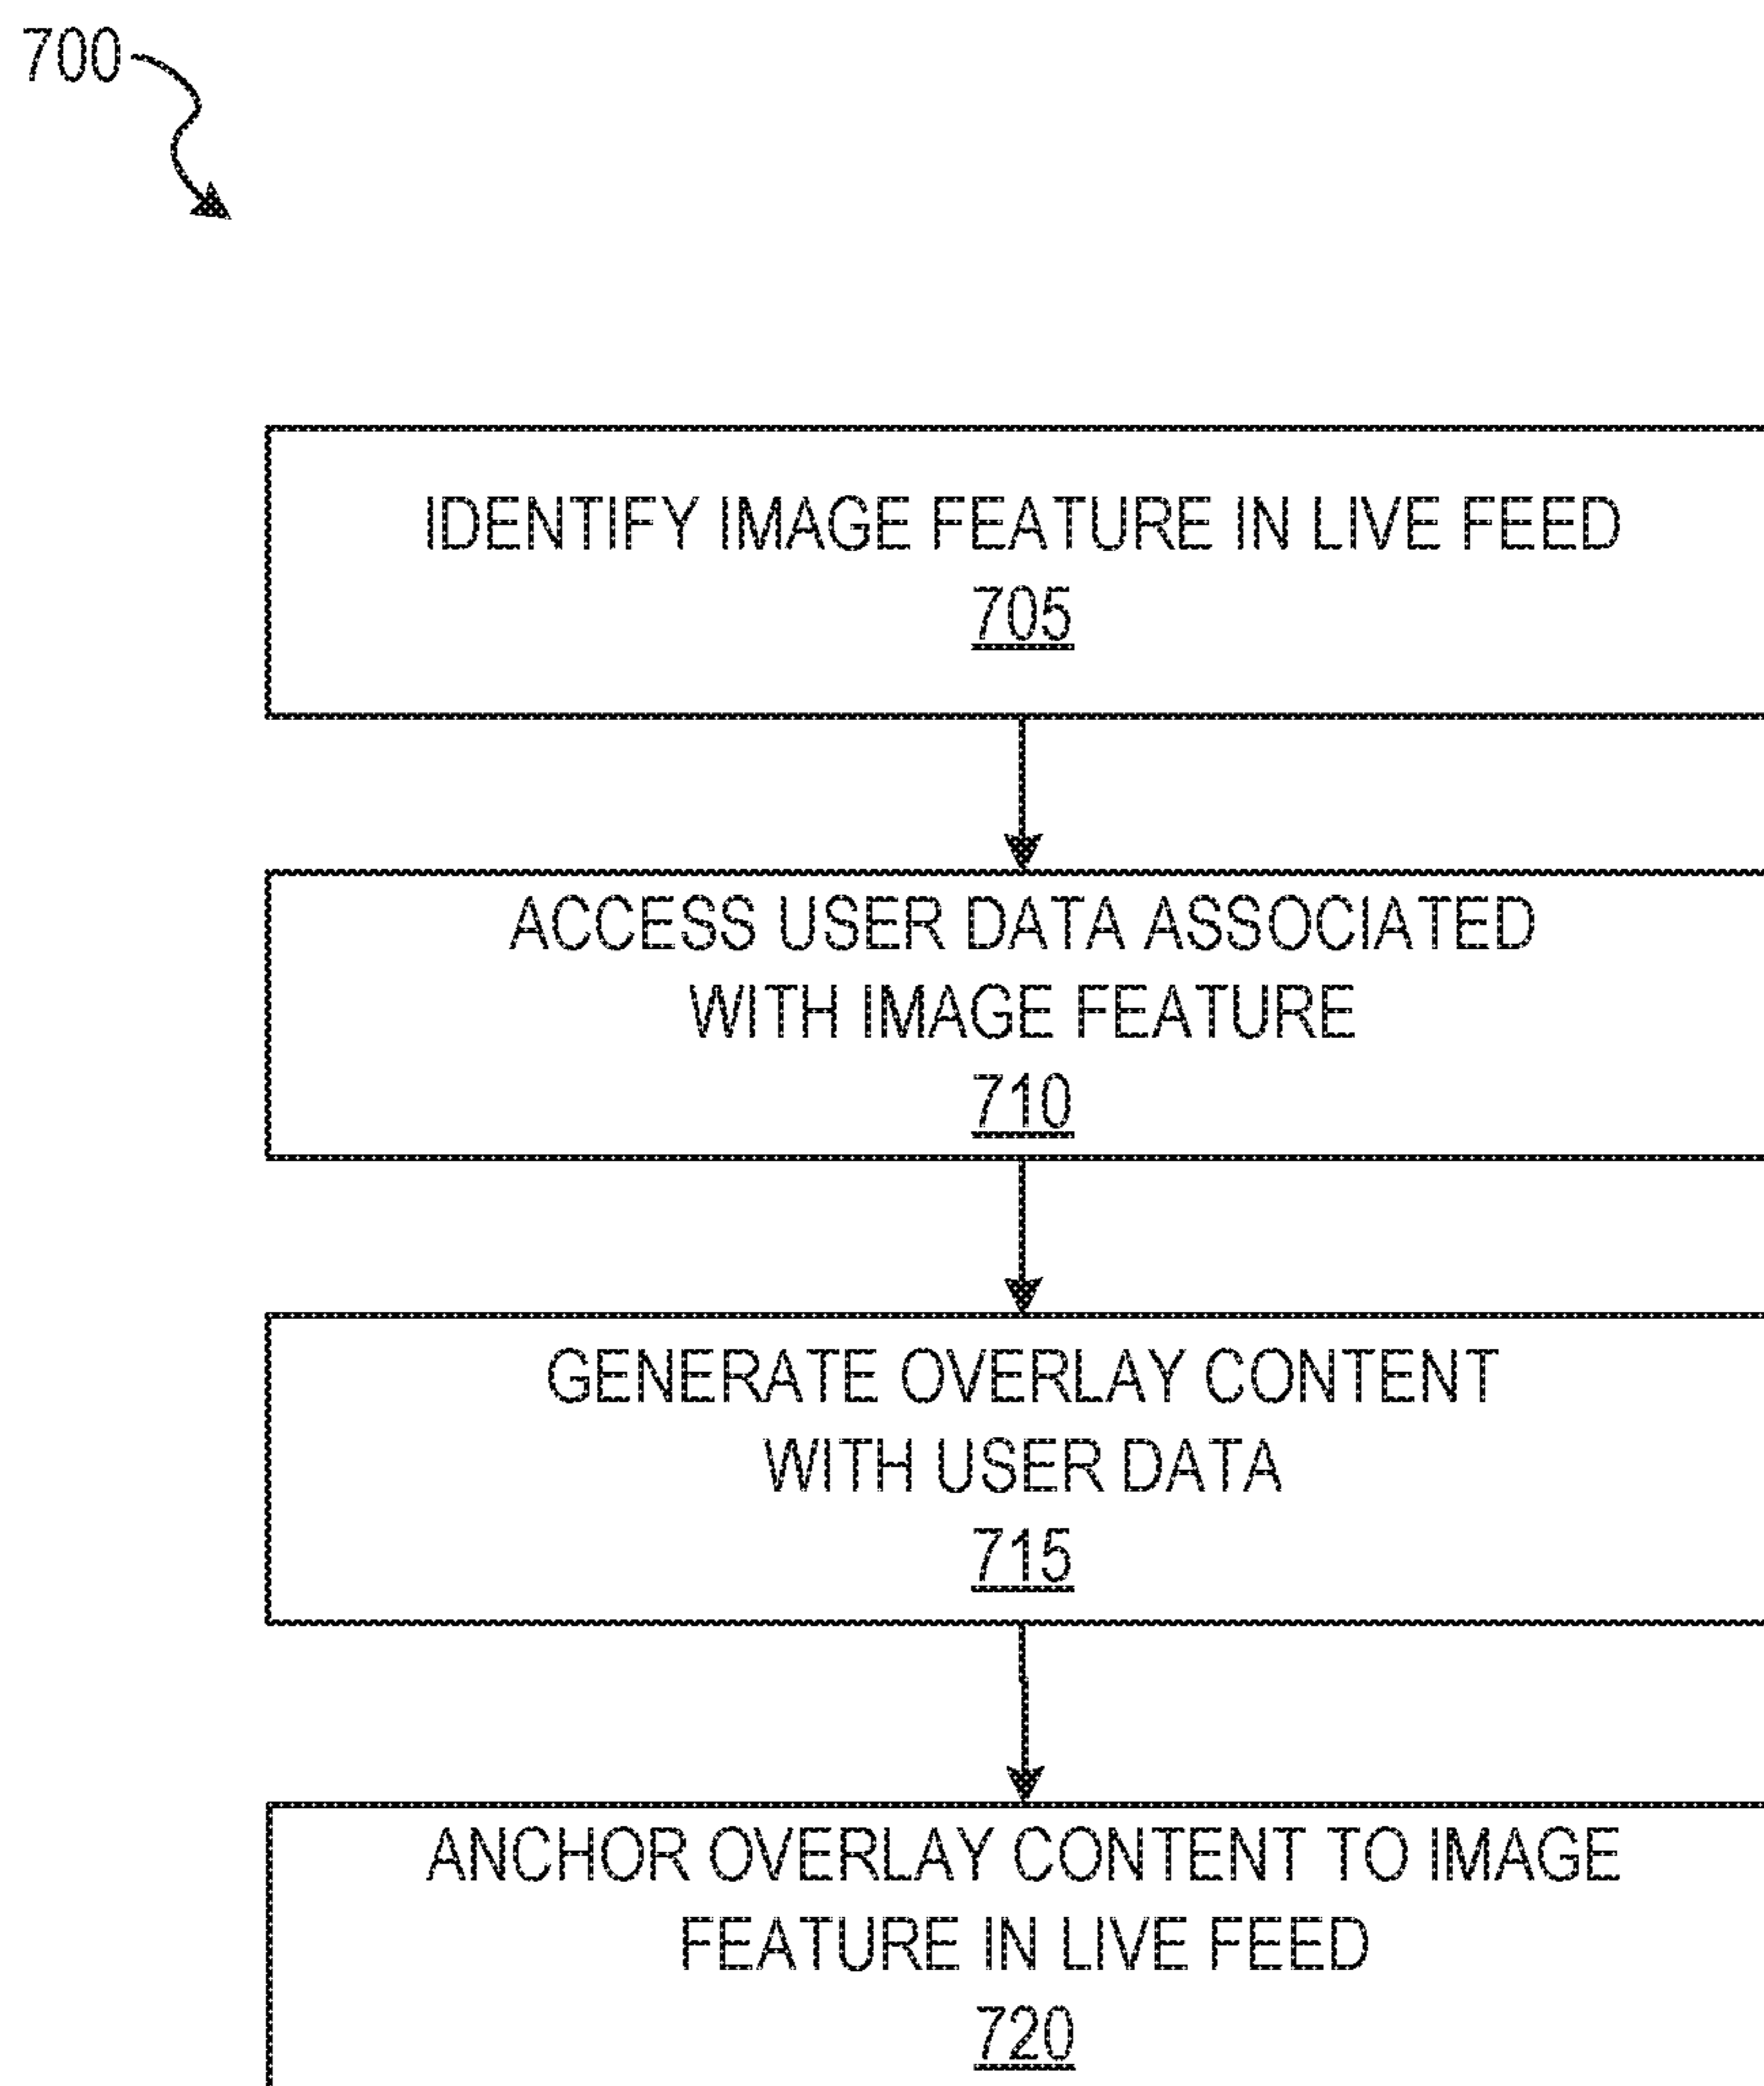 700
IDENTIFY IMAGE FEATURE IN LIVE FEED
705
ACCESS USER DATA ASSOCIATED
WITH IMAGE FEATURE
710
GENERATE OVERLAY CONTENT
WITH USER DATA
715
ANCHOR OVERLAY CONTENT TO IMAGE
FEATURE IN LIVE FEED
720